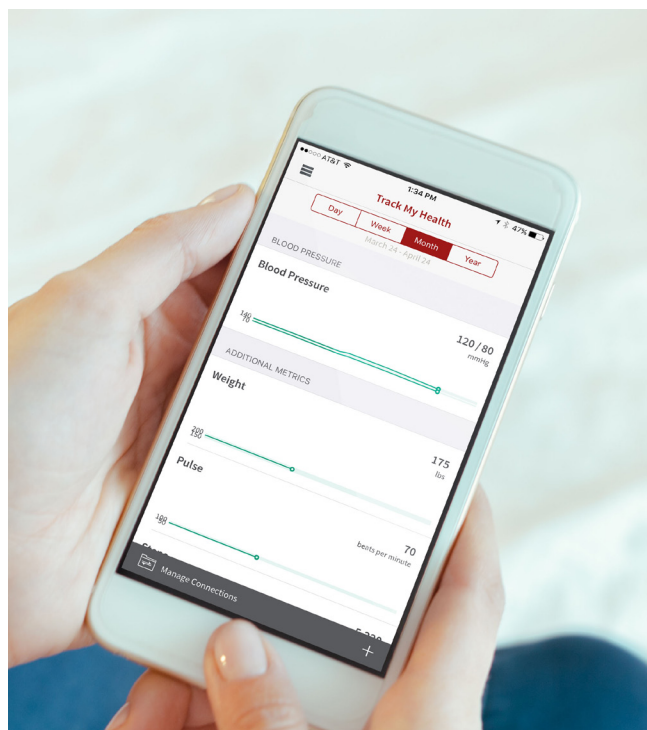 AT&T 1:34 PM 47%
Track My Health
Day Week Month Year
March 24 - April 24
BLOOD PRESSURE
Blood Pressure
120 / 80
mmHg
140
70
ADDITIONAL METRICS
Weight
175
lbs
200
150
Pulse
70
beats per minute
Manage Connections
+